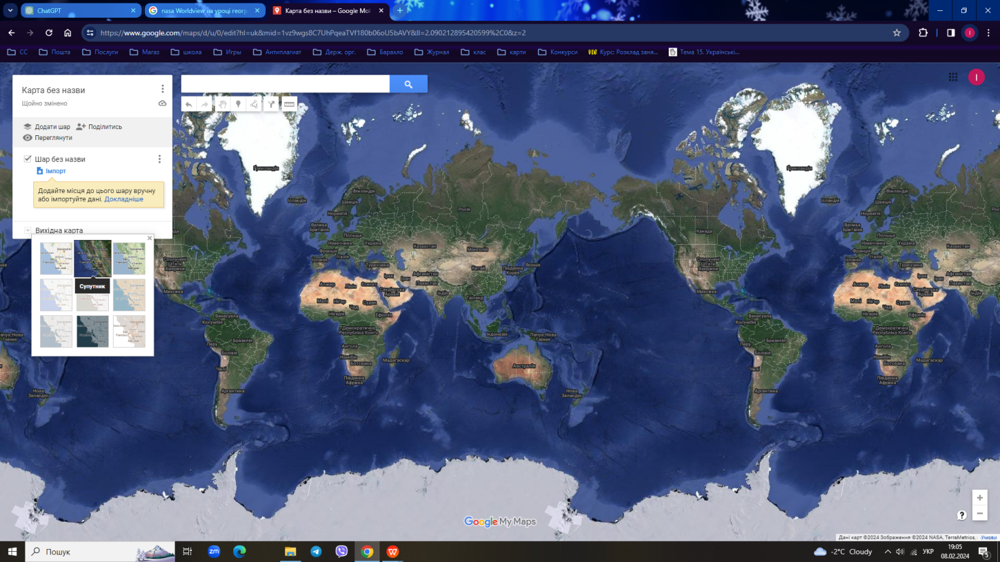 ChatGPT
nasa Worldview на уроці геогр
Карта без назви – Google Мої
https://www.google.com/maps/d/u/0/edit?hl=uk&mid=1vz9wgs8C7UhPqeaTVf180b06oU5bAVY&ll=2.090212895420599%2C0&z=2
СС
Пошта
Послуги
Магаз
школа
Игры
Антиплагиат
Держ. орг.
Барахло
Журнал
клас
карти
Конкурси
Курс: Розклад заня...
Тема 15. Українські...
Карта без назви
Щойно змінено
Додати шар
Поділитись
Переглянути
Шар без назви
Імпорт
Додайте місця до цього шару вручну
або імпортуйте дані. Докладніше
Вихідна карта
Супутник
Ґренландія
Ґренландія
Ісландія
Фінляндія
Швеція
Норвегія
Росія
Велика
Британія
Польща
Німеччина
Україна
Франція
Італія
Іспанія
Туреччина
Казахстан
Монголія
Китай
Південна
Корея
Японія
Афганістан
Пакистан
Іран
Ірак
Саудівська
Аравія
Індія
Таїланд
Алжир
Лівія
Єгипет
Малі
Нігер
Судан
Чад
Нігерія
Ефіопія
Демократична
Республіка Конго
Ангола
Намібія
Ботсвана
Мадагаскар
Південна
Африка
Індонезія
Папуа-Нова
Гвінея
Австралія
Нова
Зеландія
Сполучені
Штати
Америки
Мексика
Венесуела
Колумбія
Перу
Бразилія
Болівія
Чилі
Аргентина
Канада
Сполучені
Штати
Америки
Мексика
Венесуела
Колумбія
Перу
Бразилія
Болівія
Чилі
Аргентина
Нова
Зеландія
Ісландія
Фінляндія
Швеція
Норвегія
Велика
Британія
Польща
Німеччина
Україна
Франція
Італія
Іспанія
Туреччина
Казахстан
Афганістан
Пакистан
Іран
Ірак
Саудівська
Аравія
Індія
Алжир
Лівія
Єгипет
Малі
Нігер
Судан
Чад
Нігерія
Ефіопія
Демократична
Республіка Конго
Ангола
Намібія
Ботсвана
Мадагаскар
Південна
Африка
Google My Maps
Дані карт ©2024 Зображення ©2024 NASA, TerraMetrics
Умови
Пошук
-2°C Cloudy
УКР
19:05
08.02.2024